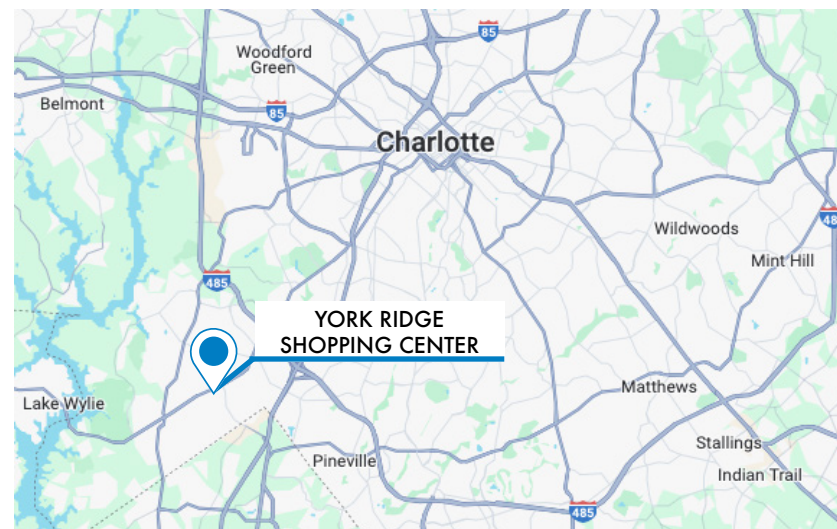 85
Woodford
Green
Belmont
85
Charlotte
48
Wildwoods
Mint Hill
485
YORK RIDGE
SHOPPING CENTER
Matthews
Lake Wylie
Stallings
Pineville
Indian Trail
485